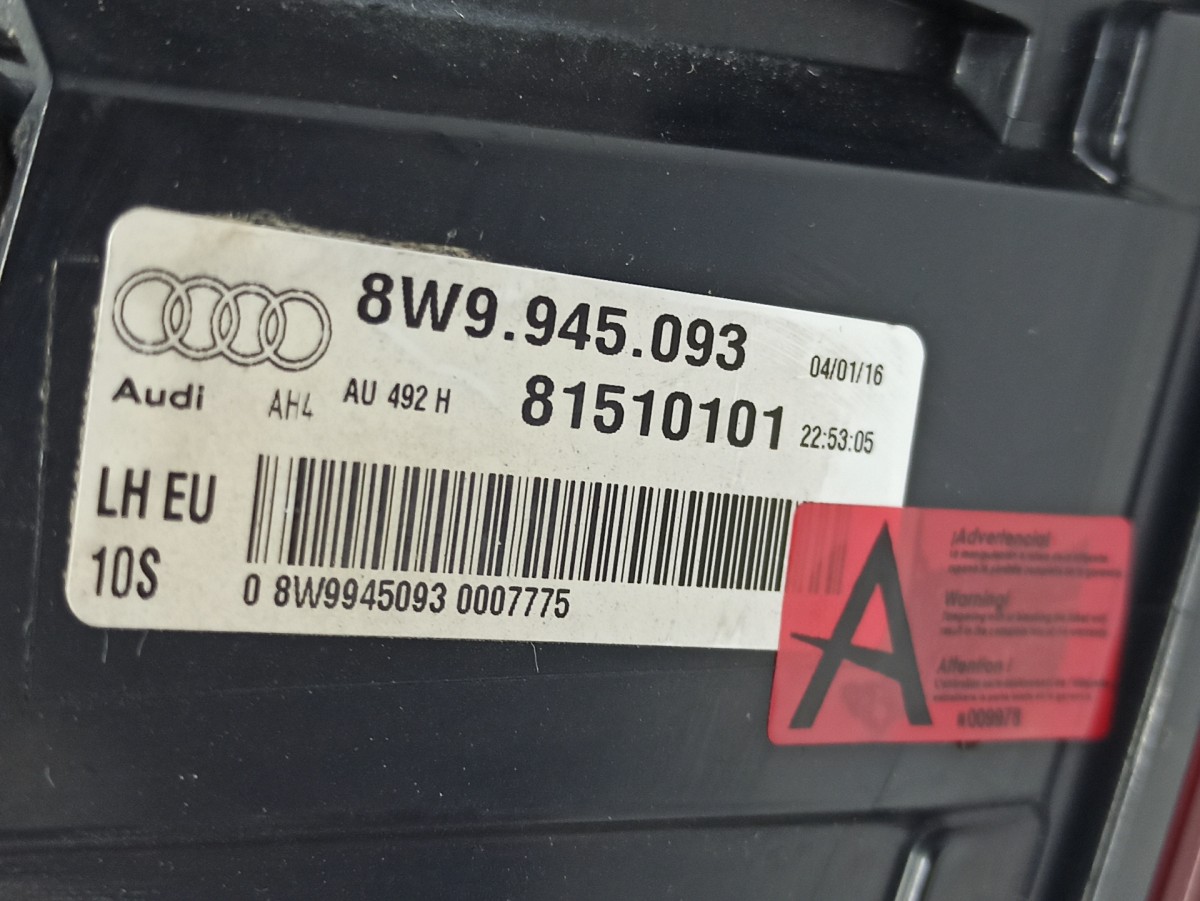 8W9.945.093
04/01/16
Audi AH4 AU 492 H 81510101 22:53:05
LH EU
10S
0 8W9945093 0007775
A
¡Advertencia!
Warning!
Attention !